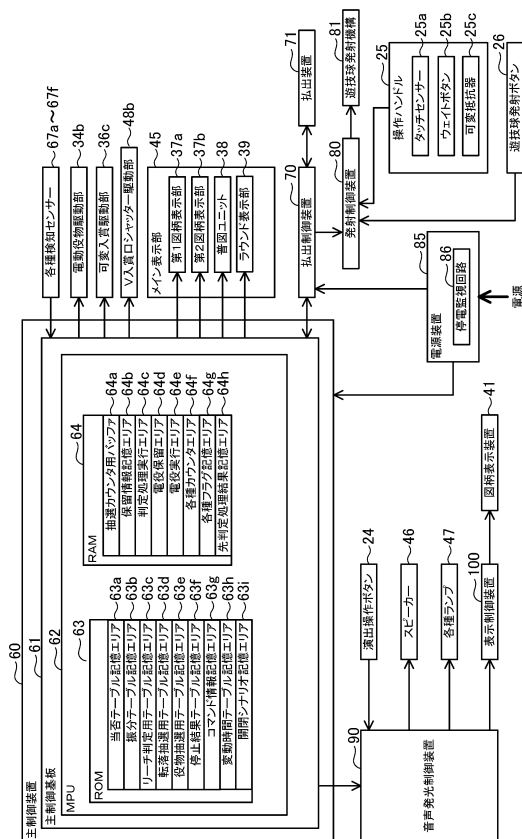 主制御装置
60
主制御基板
61
MPU
62
ROM
63
当否テーブル記憶エリア
63a
振分テーブル記憶エリア
63b
リーチ判定用テーブル記憶エリア
63c
転落抽選用テーブル記憶エリア
63d
役物抽選用テーブル記憶エリア
63e
停止結果テーブル記憶エリア
63f
コマンド情報記憶エリア
63g
変動時間テーブル記憶エリア
63h
開閉シナリオ記憶エリア
63i
RAM
64
抽選カウンタ用バッファ
64a
保留情報記憶エリア
64b
判定処理実行エリア
64c
電役保留エリア
64d
電役実行エリア
64e
各種カウンタエリア
64f
各種フラグ記憶エリア
64g
先判定処理結果記憶エリア
64h
各種検知センサー
67a～67f
電動役物駆動部
34b
可変入賞駆動部
36c
V入賞口シャッター駆動部
48b
メイン表示部
45
第1図柄表示部
37a
第2図柄表示部
37b
普図ユニット
38
ラウンド表示部
39
払出制御装置
70
払出装置
71
発射制御装置
80
遊技球発射機構
81
操作ハンドル
25
タッチセンサー
25a
ウェイトボタン
25b
可変抵抗器
25c
遊技球発射ボタン
26
電源装置
85
停電監視回路
86
電源
音声発光制御装置
90
演出操作ボタン
24
スピーカー
46
各種ランプ
47
表示制御装置
100
図柄表示装置
41